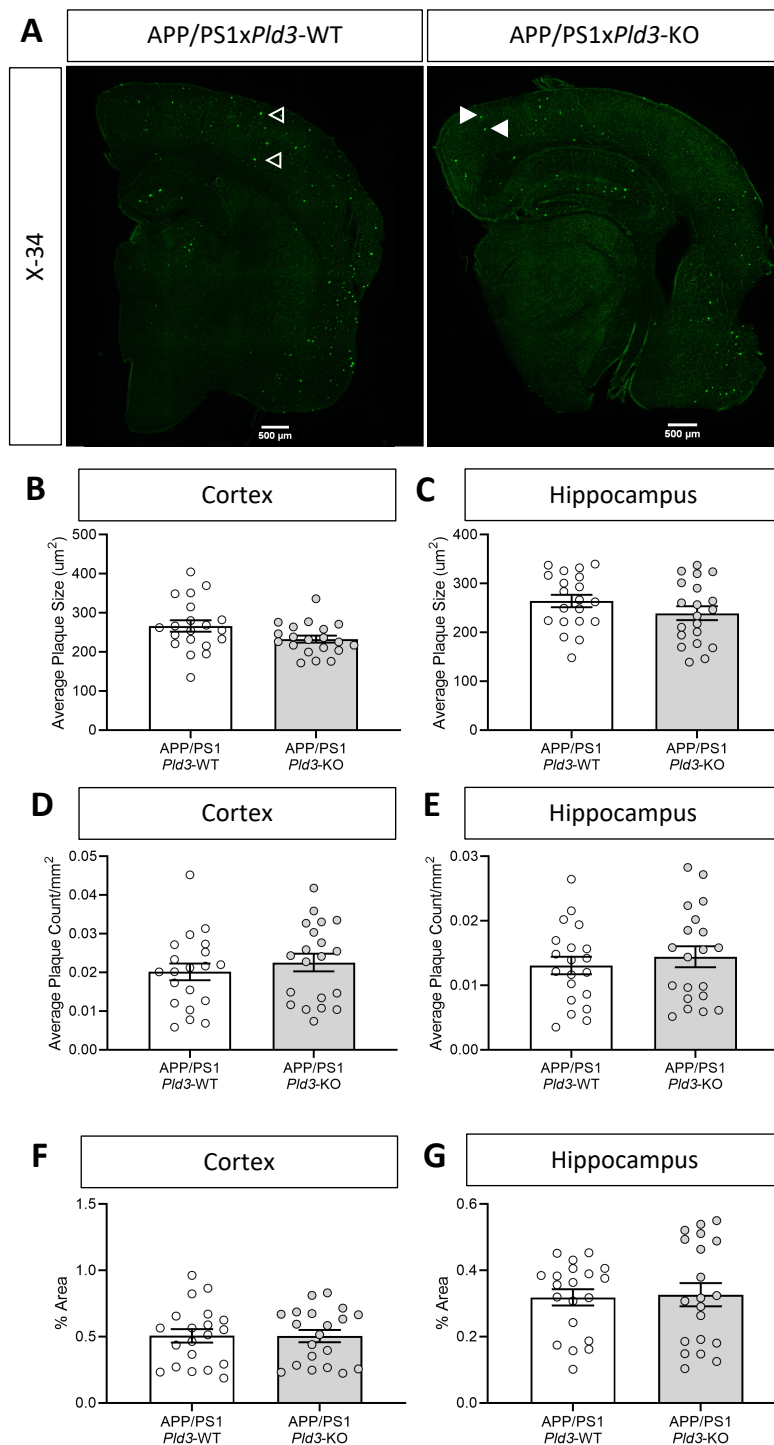 A
APP/PS1xPld3-WT
APP/PS1xPld3-KO
X-34
500 µm
500 µm
B
Cortex
C
Hippocampus
Average Plaque Size (um²)
500
400
300
200
100
0
APP/PS1
Pld3-WT
APP/PS1
Pld3-KO
Average Plaque Size (um²)
400
300
200
100
0
APP/PS1
Pld3-WT
APP/PS1
Pld3-KO
D
Cortex
E
Hippocampus
Average Plaque Count/mm²
0.05
0.04
0.03
0.02
0.01
0.00
APP/PS1
Pld3-WT
APP/PS1
Pld3-KO
Average Plaque Count/mm²
0.03
0.02
0.01
0.00
APP/PS1
Pld3-WT
APP/PS1
Pld3-KO
F
Cortex
G
Hippocampus
% Area
1.5
1.0
0.5
0.0
APP/PS1
Pld3-WT
APP/PS1
Pld3-KO
% Area
0.6
0.4
0.2
0.0
APP/PS1
Pld3-WT
APP/PS1
Pld3-KO